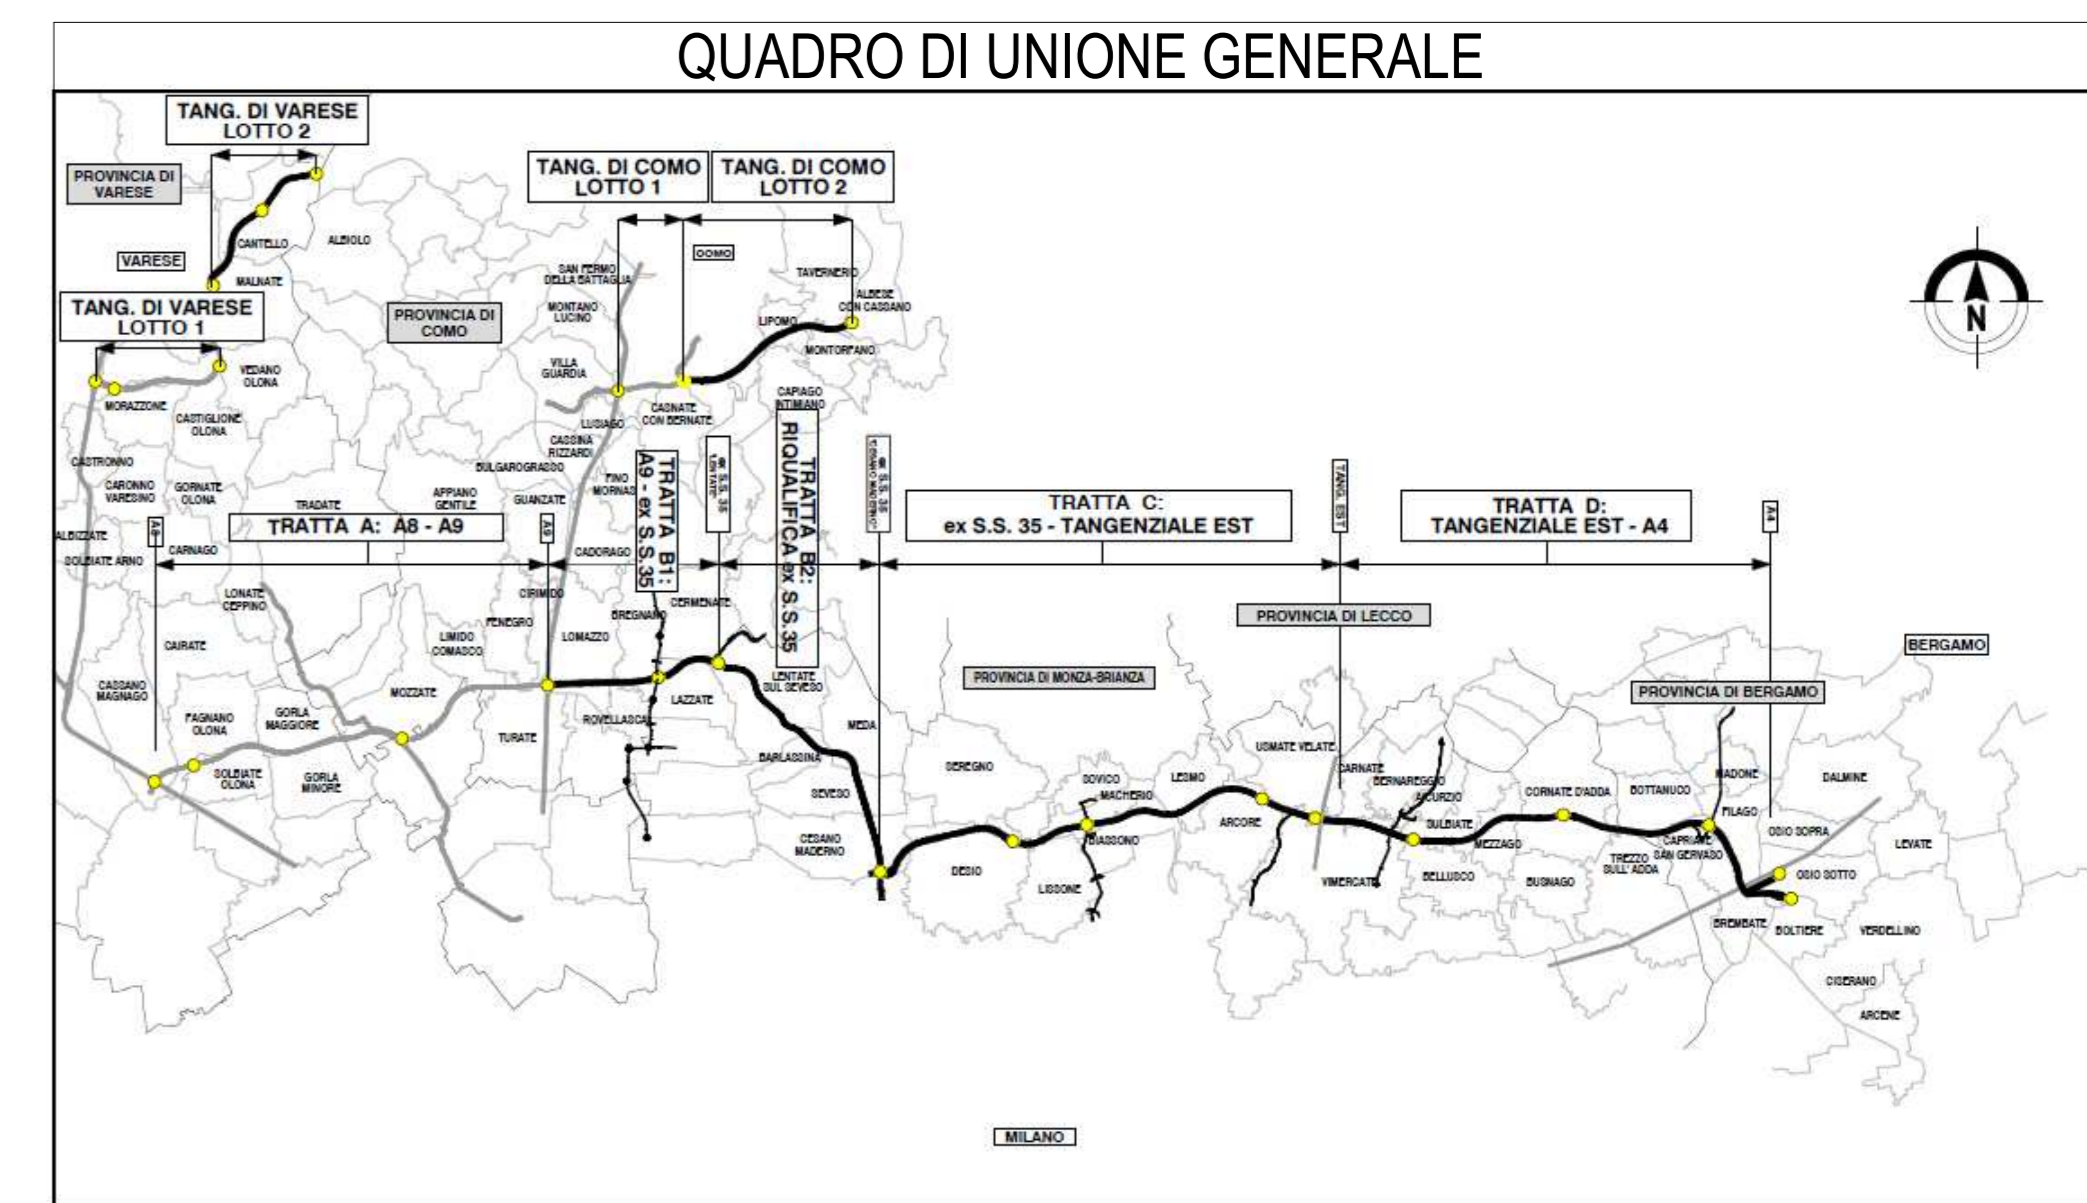 QUADRO DI UNIONE GENERALE
TANG. DI VARESE
LOTTO 2
PROVINCIA DI
VARESE
CANTELLO
ALBIOLO
VARESE
MALNATE
TANG. DI VARESE
LOTTO 1
PROVINCIA DI
COMO
TANG. DI COMO
LOTTO 1
TANG. DI COMO
LOTTO 2
COMO
SAN FERMO
DELLA BATTAGLIA
TAVERNERIO
ALBESE
CON CASSANO
MONTANO
LUCINO
LIPOMO
MONTORFANO
N
VILLA
GUARDIA
VEDANO
OLONA
MORAZZONE
CASTIGLIONE
OLONA
CAPIAGO
INTIMIANO
CASNATE
CON BERNATE
LUISAGO
CASSINA
RIZZARDI
CASTRONNO
BULGAROGRASSO
CARONNO
VARESINO
GORNATE
OLONA
TRADATE
APPIANO
GENTILE
GUANZATE
FINO
MORNAS
TRATTA B1:
A9 - ex S.S.35
ex S.S. 35
LENTATE
TRATTA B2:
RIQUALIFICA ex S.S.35
ex S.S. 35
TRATTA C:
ex S.S. 35 - TANGENZIALE EST
TANG. EST
TRATTA D:
TANGENZIALE EST - A4
A4
A8
TRATTA A: A8 - A9
A9
ALBIZZATE
SOLBIATE ARNO
CARNAGO
CADORAGO
LONATE
CEPPINO
CIRIMIDO
CERMENATE
BREGNANO
FENEGRO
LOMAZZO
LIMIDO
COMASCO
CAIRATE
PROVINCIA DI LECCO
BERGAMO
PROVINCIA DI MONZA-BRIANZA
PROVINCIA DI BERGAMO
CASSANO
MAGNAGO
MOZZATE
LAZZATE
LENTATE
SUL SEVESO
FAGNANO
OLONA
GORLA
MAGGIORE
ROVELLASCA
MEDA
TURATE
USMATE VELATE
BARLASSINA
SEREGNO
SOVICO
LESMO
CARNATE
BERNAREGGIO
MADONE
DALMINE
SOLBIATE
OLONA
GORLA
MINORE
SEVESO
MACHERIO
AICURZIO
CORNATE D'ADDA
BOTTANUCO
FILAGO
ARCORE
SULBIATE
OSIO SOPRA
CESANO
MADERNO
BIASSONO
MEZZAGO
CAPRIATE
SAN GERVASO
LEVATE
TREZZO
SULL' ADDA
DESIO
LISSONE
VIMERCATE
BELLUSCO
BUSNAGO
OSIO SOTTO
BREMBATE
BOLTIERE
VERDELLINO
CISERANO
ARCENE
MILANO